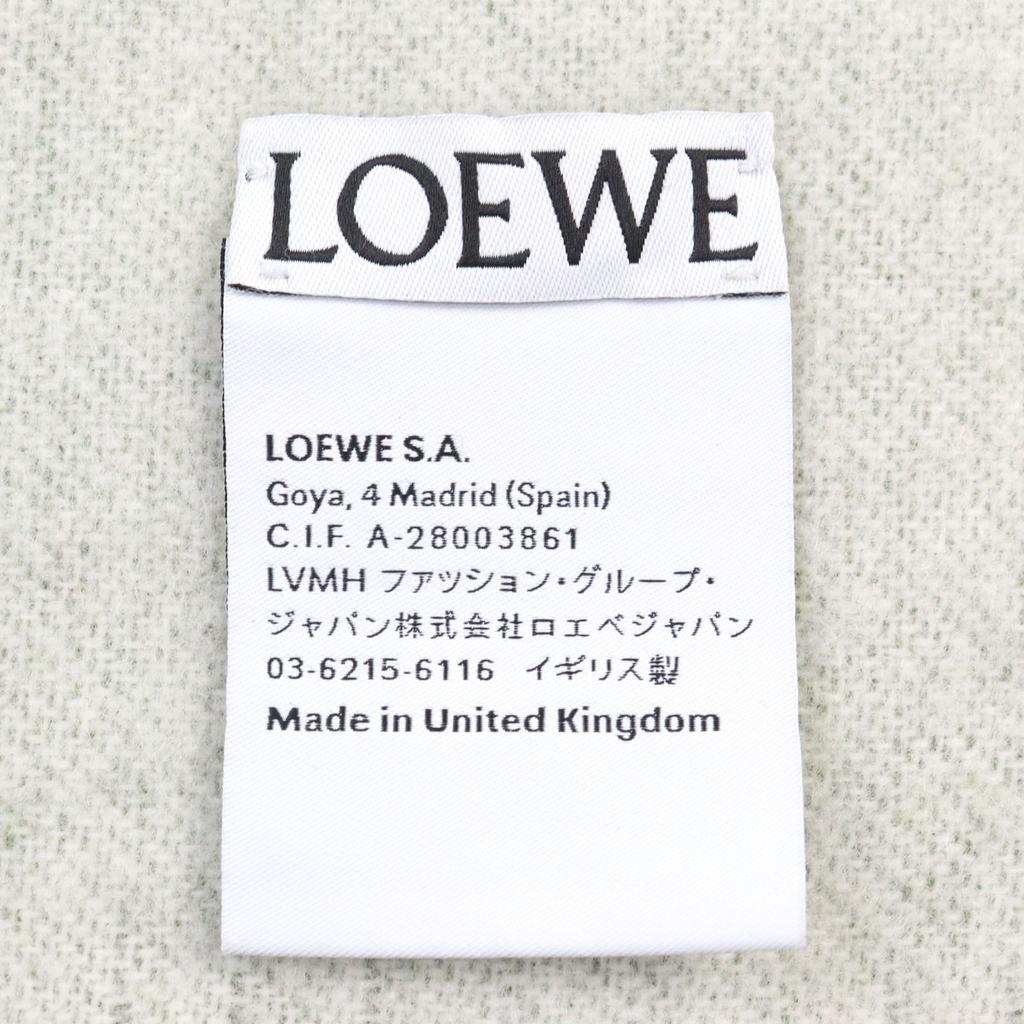 LOEWE
LOEWE S.A.
Goya, 4 Madrid (Spain)
C.I.F. A-28003861
LVMH ファッション・グループ・
ジャパン株式会社ロエベジャパン
03-6215-6116 イギリス製
Made in United Kingdom